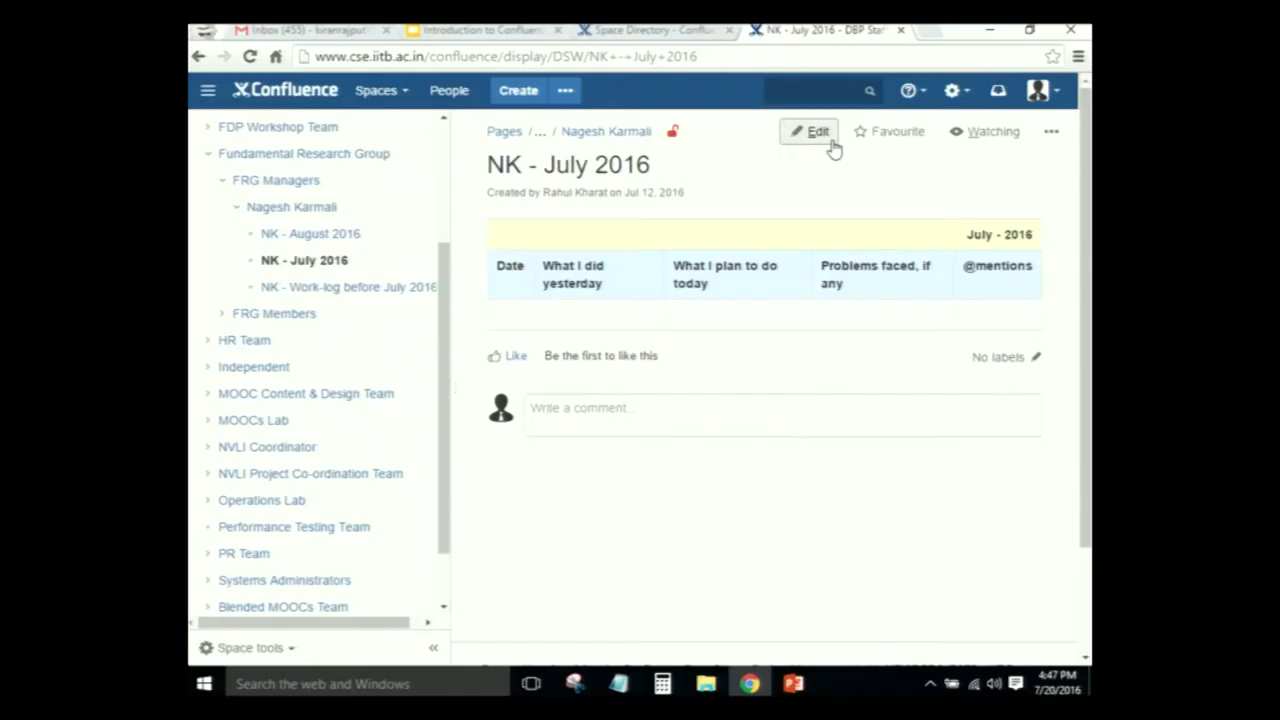 Inbox (455) - kiranrajput
Introduction to Confluen
Space Directory - Conflu
NK - July 2016 - DBP Staf
www.cse.iitb.ac.in/confluence/display/DSW/NK+-+July+2016
Confluence
Spaces
People
Create
FDP Workshop Team
Fundamental Research Group
FRG Managers
Nagesh Karmali
NK - August 2016
NK - July 2016
NK - Work-log before July 2016
FRG Members
HR Team
Independent
MOOC Content & Design Team
MOOCs Lab
NVLI Coordinator
NVLI Project Co-ordination Team
Operations Lab
Performance Testing Team
PR Team
Systems Administrators
Blended MOOCs Team
Space tools
Pages /... / Nagesh Karmali
Edit
Favourite
Watching
NK - July 2016
Created by Rahul Kharat on Jul 12, 2016
July - 2016
Date
What I did
yesterday
What I plan to do
today
Problems faced, if
any
@mentions
Like
Be the first to like this
No labels
Write a comment...
Search the web and Windows
4:47 PM
7/20/2016